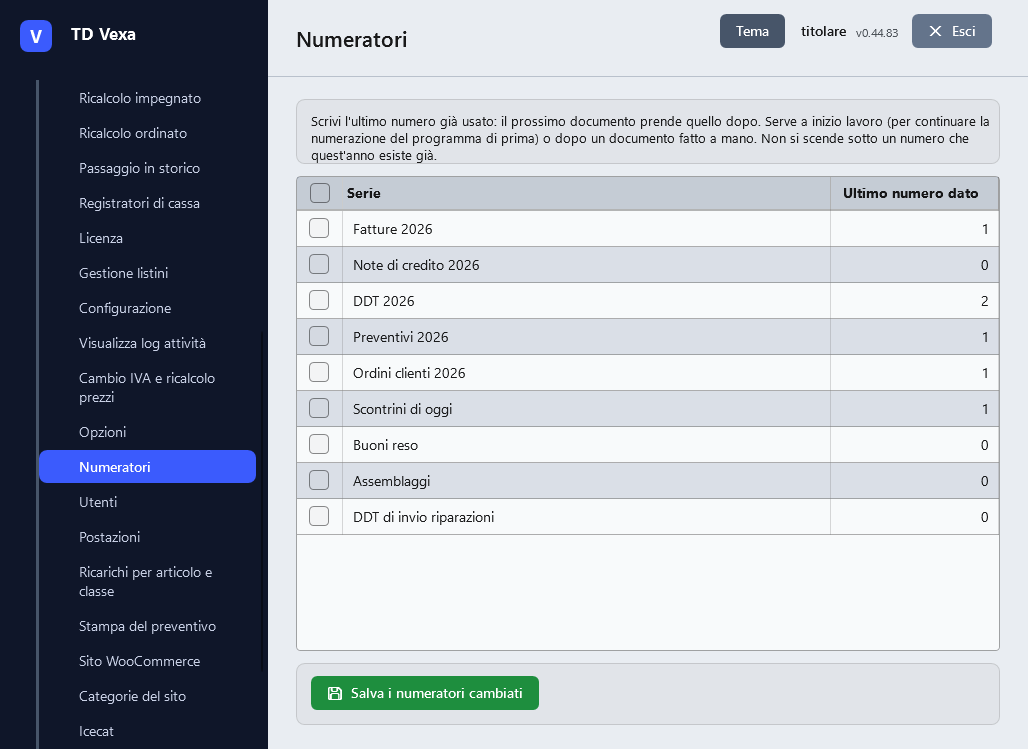 V
TD Vexa
Ricalcolo impegnato
Ricalcolo ordinato
Passaggio in storico
Registratori di cassa
Licenza
Gestione listini
Configurazione
Visualizza log attività
Cambio IVA e ricalcolo
prezzi
Opzioni
Numeratori
Utenti
Postazioni
Ricarichi per articolo e
classe
Stampa del preventivo
Sito WooCommerce
Categorie del sito
Icecat
Numeratori
Tema
titolare v0.44.83
Esci
Scrivi l'ultimo numero già usato: il prossimo documento prende quello dopo. Serve a inizio lavoro (per continuare la
numerazione del programma di prima) o dopo un documento fatto a mano. Non si scende sotto un numero che
quest'anno esiste già.
Serie Ultimo numero dato
Fatture 2026 1
Note di credito 2026 0
DDT 2026 2
Preventivi 2026 1
Ordini clienti 2026 1
Scontrini di oggi 1
Buoni reso 0
Assemblaggi 0
DDT di invio riparazioni 0
Salva i numeratori cambiati